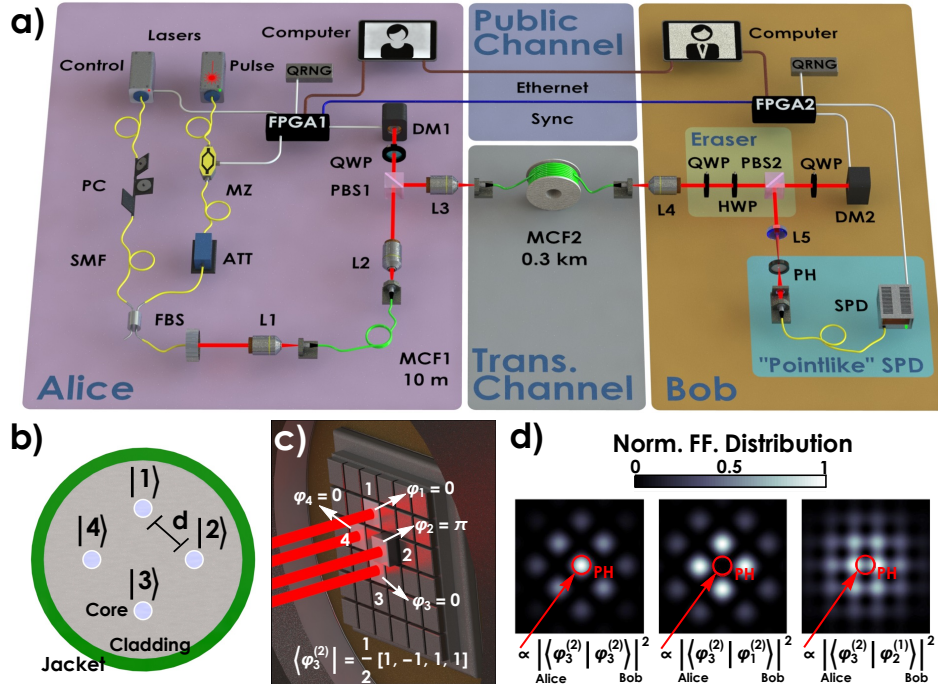 a)
Lasers
Control
Pulse
Computer
QRNG
FPGA1
DM1
QWP
PBS1
L3
PC
MZ
L2
SMF
ATT
FBS
L1
MCF1
10 m
Alice
Public
Channel
Ethernet
Sync
MCF2
0.3 km
Trans.
Channel
Computer
QRNG
FPGA2
Eraser
QWP PBS2 QWP
HWP
L4
DM2
L5
PH
SPD
"Pointlike" SPD
Bob
b)
|1⟩
d
|4⟩
|2⟩
|3⟩
Core
Cladding
Jacket
c)
1
φ₄ = 0
φ₁ = 0
φ₂ = π
4
2
3
φ₃ = 0
⟨φ₃⁽²⁾| = 1/2 [1, -1, 1, 1]
d)
Norm. FF. Distribution
0 0.5 1
PH
PH
PH
∝ |⟨φ₃⁽²⁾|φ₃⁽²⁾⟩|²
Alice Bob
∝ |⟨φ₃⁽²⁾|φ₁⁽²⁾⟩|²
∝ |⟨φ₃⁽²⁾|φ₂⁽¹⁾⟩|²
Alice Bob